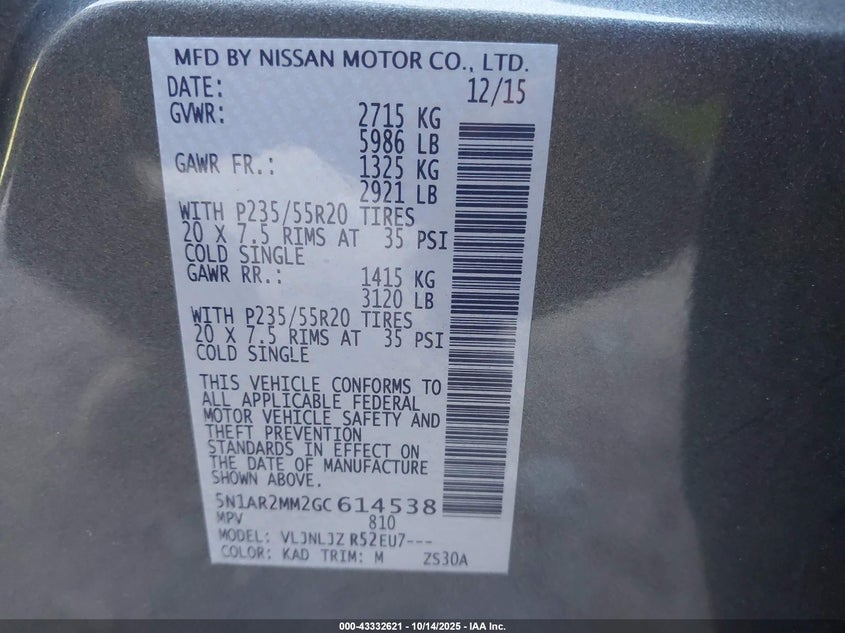 MFD BY NISSAN MOTOR CO., LTD.
DATE: 12/15
GVWR: 2715 KG
5986 LB
GAWR FR.: 1325 KG
2921 LB
WITH P235/55R20 TIRES
20 X 7.5 RIMS AT 35 PSI
COLD SINGLE
GAWR RR.: 1415 KG
3120 LB
WITH P235/55R20 TIRES
20 X 7.5 RIMS AT 35 PSI
COLD SINGLE
THIS VEHICLE CONFORMS TO
ALL APPLICABLE FEDERAL
MOTOR VEHICLE SAFETY AND
THEFT PREVENTION
STANDARDS IN EFFECT ON
THE DATE OF MANUFACTURE
SHOWN ABOVE.
5N1AR2MM2GC614538
MPV 810
MODEL: VLJNLJZ R52EU7---
COLOR: KAD TRIM: M ZS30A
000-43332621 | 10/14/2025 - IAA Inc.